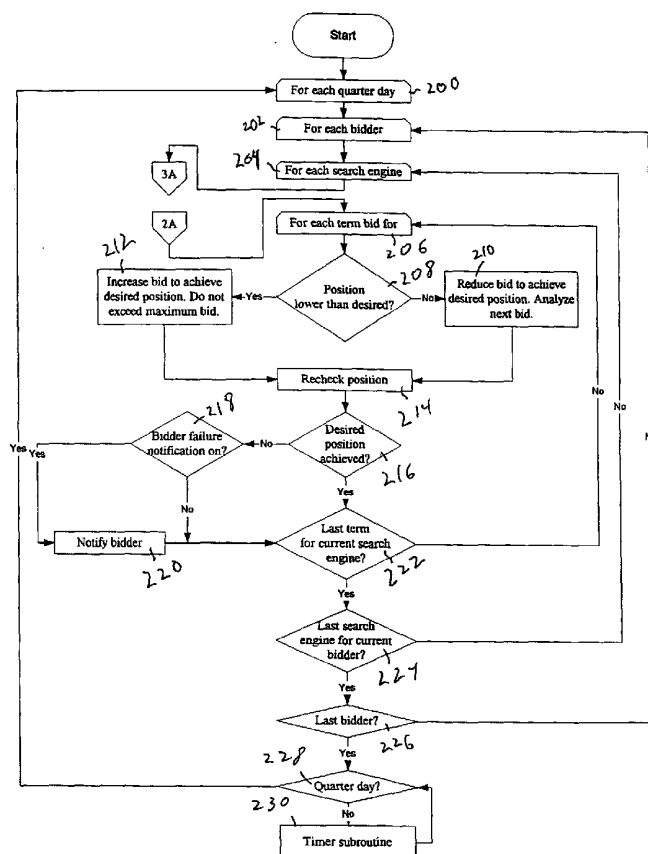 Start
For each quarter day
200
202
For each bidder
204
For each search engine
3A
2A
For each term bid for
206
212
Increase bid to achieve
desired position. Do not
exceed maximum bid.
Yes
208
Position
lower than desired?
No
210
Reduce bid to achieve
desired position. Analyze
next bid.
Recheck position
214
No
No
218
Bidder failure
notification on?
No
Desired
position
achieved?
216
Yes
Yes
Yes
No
Notify bidder
220
Last term
for current search
engine?
222
Yes
Last search
engine for current
bidder?
224
Yes
Last bidder?
226
Yes
228
Quarter day?
230
No
Timer subroutine